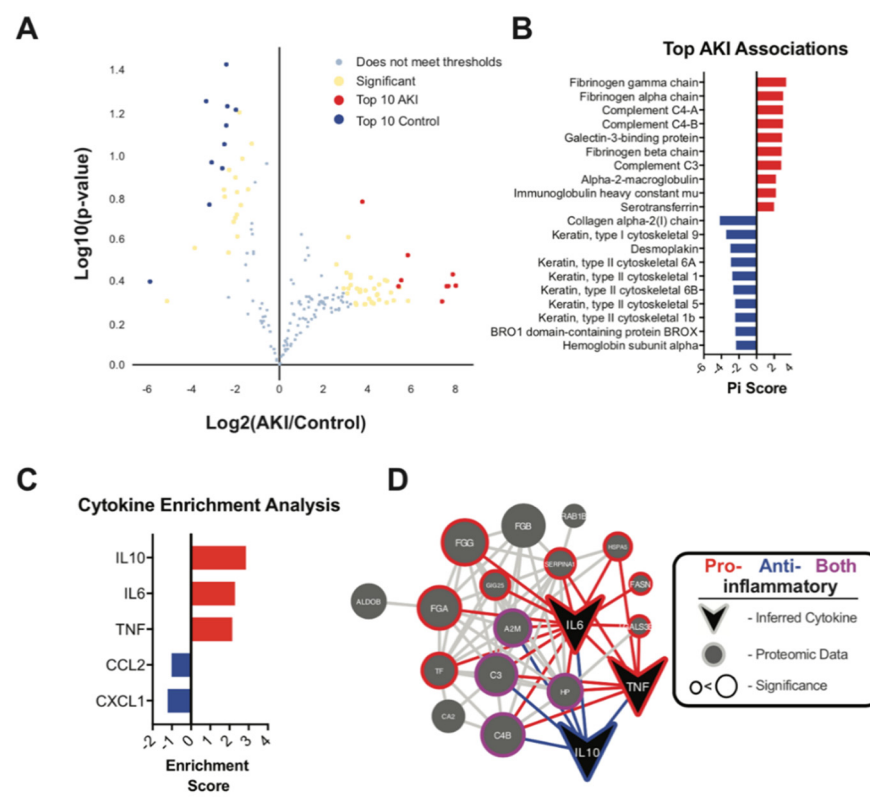 A
1.4
1.2
1.0
0.8
0.6
0.4
0.2
0.0
Log10(p-value)
-6 -4 -2 0 2 4 6 8
Log2(AKI/Control)
Does not meet thresholds
Significant
Top 10 AKI
Top 10 Control
B
Top AKI Associations
Fibrinogen gamma chain
Fibrinogen alpha chain
Complement C4-A
Complement C4-B
Galectin-3-binding protein
Fibrinogen beta chain
Complement C3
Alpha-2-macroglobulin
Immunoglobulin heavy constant mu
Serotransferrin
Collagen alpha-2(I) chain
Keratin, type I cytoskeletal 9
Desmoplakin
Keratin, type II cytoskeletal 6A
Keratin, type II cytoskeletal 1
Keratin, type II cytoskeletal 6B
Keratin, type II cytoskeletal 5
Keratin, type II cytoskeletal 1b
BRO1 domain-containing protein BROX
Hemoglobin subunit alpha
-6 -4 -2 0 2 4
Pi Score
C
Cytokine Enrichment Analysis
IL10
IL6
TNF
CCL2
CXCL1
-2 -1 0 1 2 3 4
Enrichment
Score
D
FGB
RAB1B
FGG
SERPINA1
FASN
ALDOB
FGA
A2M
IL6
TF
C3
HP
TNF
CA2
C4B
IL10
Pro- Anti- Both
inflammatory
- Inferred Cytokine
- Proteomic Data
< - Significance